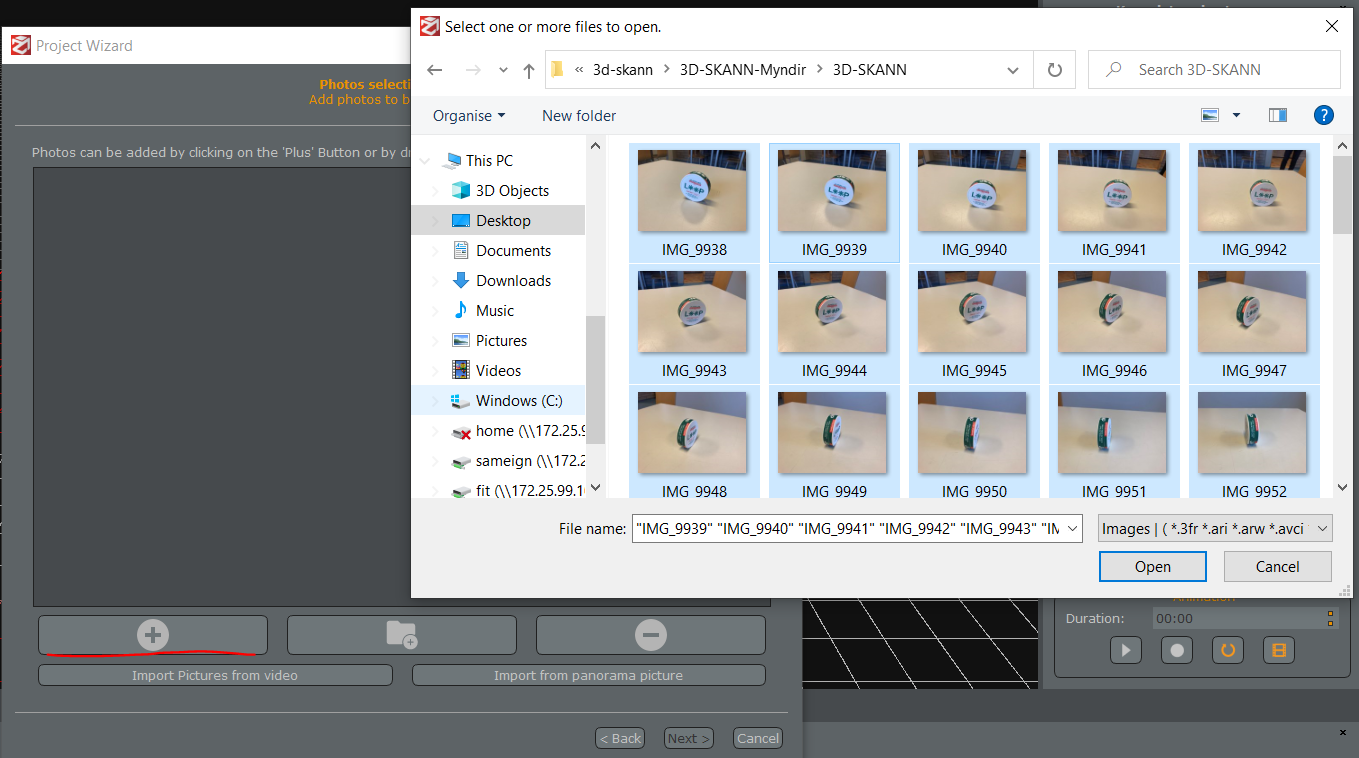 Select one or more files to open.
Project Wizard
« 3d-skann > 3D-SKANN-Myndir > 3D-SKANN
Search 3D-SKANN
Photos selecti
Add photos to b
Organise
New folder
?
Photos can be added by clicking on the 'Plus' Button or by dr
This PC
3D Objects
Desktop
Documents
Downloads
Music
Pictures
Videos
Windows (C:)
home (\\172.25.9
sameign (\\172.2
fit (\\172.25.99.10
IMG_9938 IMG_9939 IMG_9940 IMG_9941 IMG_9942
IMG_9943 IMG_9944 IMG_9945 IMG_9946 IMG_9947
IMG_9948 IMG_9949 IMG_9950 IMG_9951 IMG_9952
File name: "IMG_9939" "IMG_9940" "IMG_9941" "IMG_9942" "IMG_9943" "IM
Images | ( *.3fr *.ari *.arw *.avci
Open
Cancel
Animation
Duration: 00:00
Import Pictures from video
Import from panorama picture
< Back
Next >
Cancel